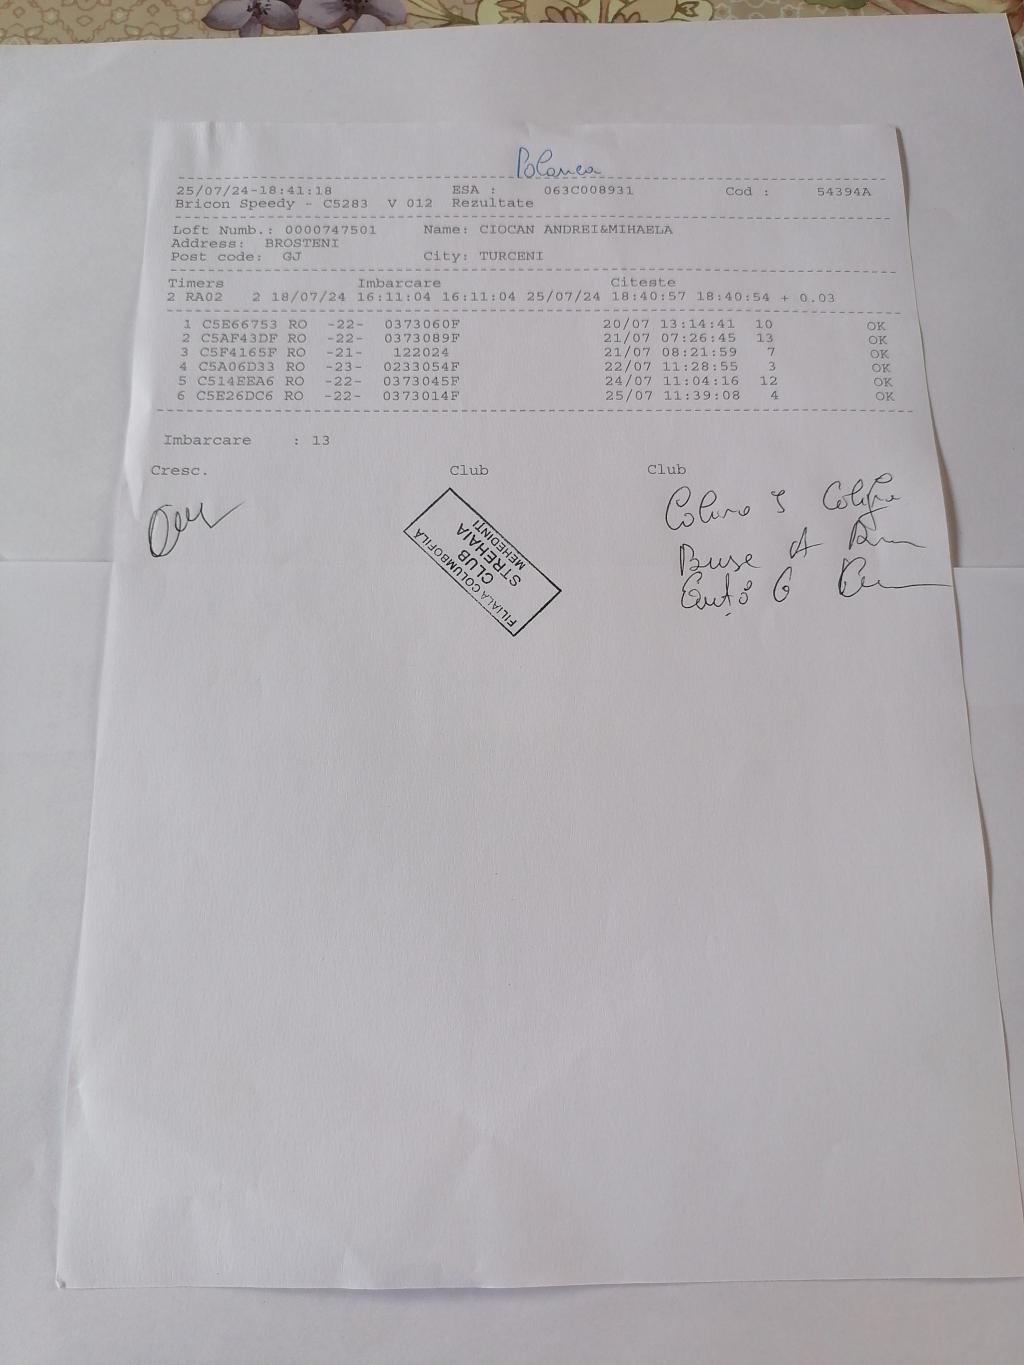 Polanca
25/07/24-18:41:18 ESA : 063C008931 Cod : 54394A
Bricon Speedy - C5283 V 012 Rezultate
Loft Numb.: 0000747501 Name: CIOCAN ANDREI&MIHAELA
Address: BROSTENI
Post code: GJ City: TURCENI
Timers Imbarcare Citeste
2 RA02 2 18/07/24 16:11:04 16:11:04 25/07/24 18:40:57 18:40:54 + 0.03
1 C5E66753 RO -22- 0373060F 20/07 13:14:41 10 OK
2 C5AF43DF RO -22- 0373089F 21/07 07:26:45 13 OK
3 C5F4165F RO -21- 122024 21/07 08:21:59 7 OK
4 C5A06D33 RO -23- 0233054F 22/07 11:28:55 3 OK
5 C514EEA6 RO -22- 0373045F 24/07 11:04:16 12 OK
6 C5E26DC6 RO -22- 0373014F 25/07 11:39:08 4 OK
Imbarcare : 13
Cresc. Club Club
FILIALA COLUMBOFILA
CLUB
STREHAIA
MEHEDINTI
Buse A